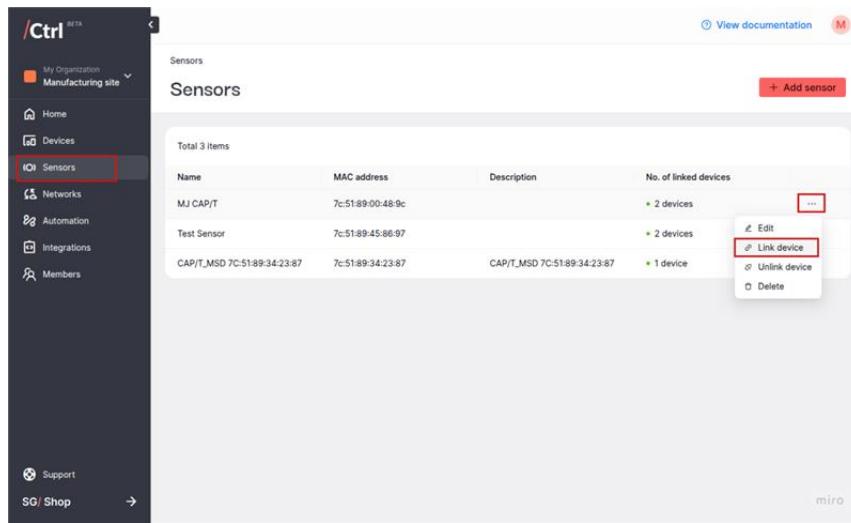 /Ctrl BETA
View documentation
M
My Organization
Manufacturing site
Home
Devices
Sensors
Networks
Automation
Integrations
Members
Support
SG/ Shop
Sensors
Sensors
+ Add sensor
Total 3 items
Name MAC address Description No. of linked devices
MJ CAP/T 7c:51:89:00:48:9c 2 devices ...
Test Sensor 7c:51:89:45:86:97 2 devices
CAP/T_MSD 7C:51:89:34:23:87 7c:51:89:34:23:87 CAP/T_MSD 7C:51:89:34:23:87 1 device
Edit
Link device
Unlink device
Delete
miro